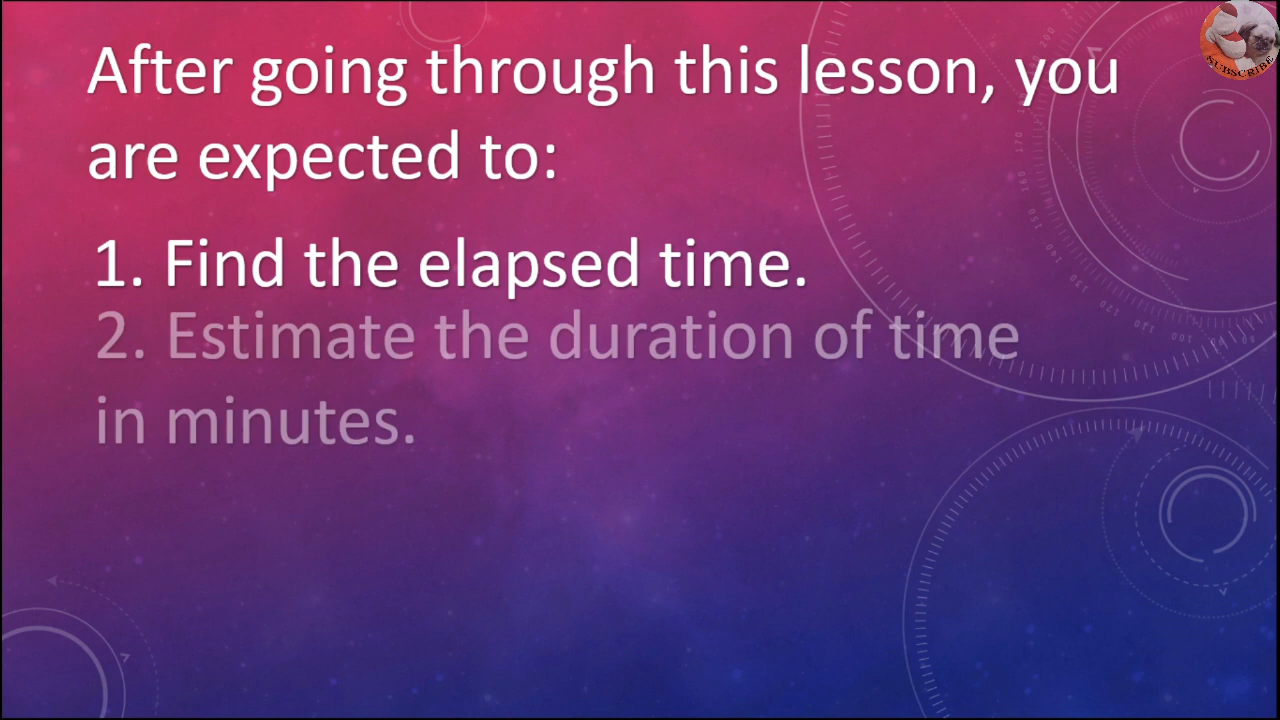 After going through this lesson, you
are expected to:
1. Find the elapsed time.
2. Estimate the duration of time
in minutes.
SUBSCRIBE